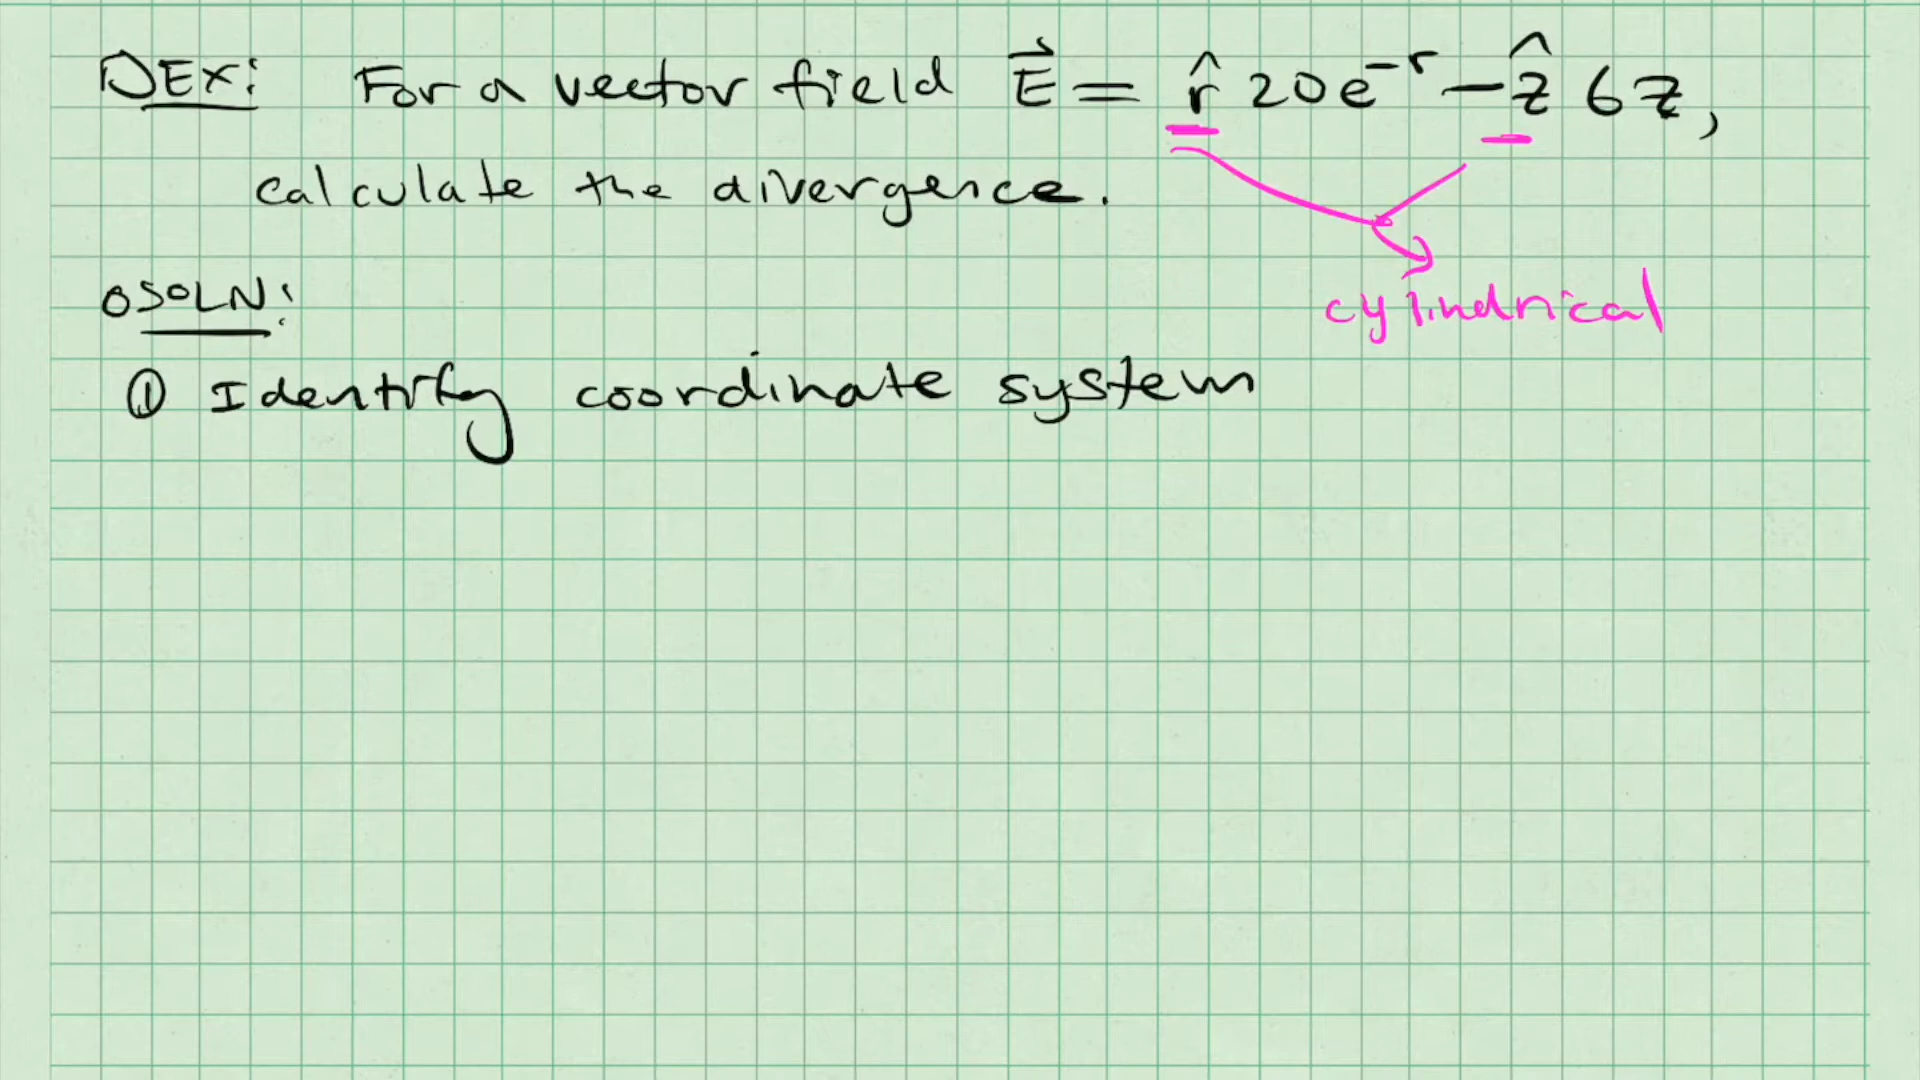 EX: For a vector field E⃗ = r̂ 20e⁻ʳ - ẑ 6z,
calculate the divergence.
cylindrical
SOLN:
① Identify coordinate system